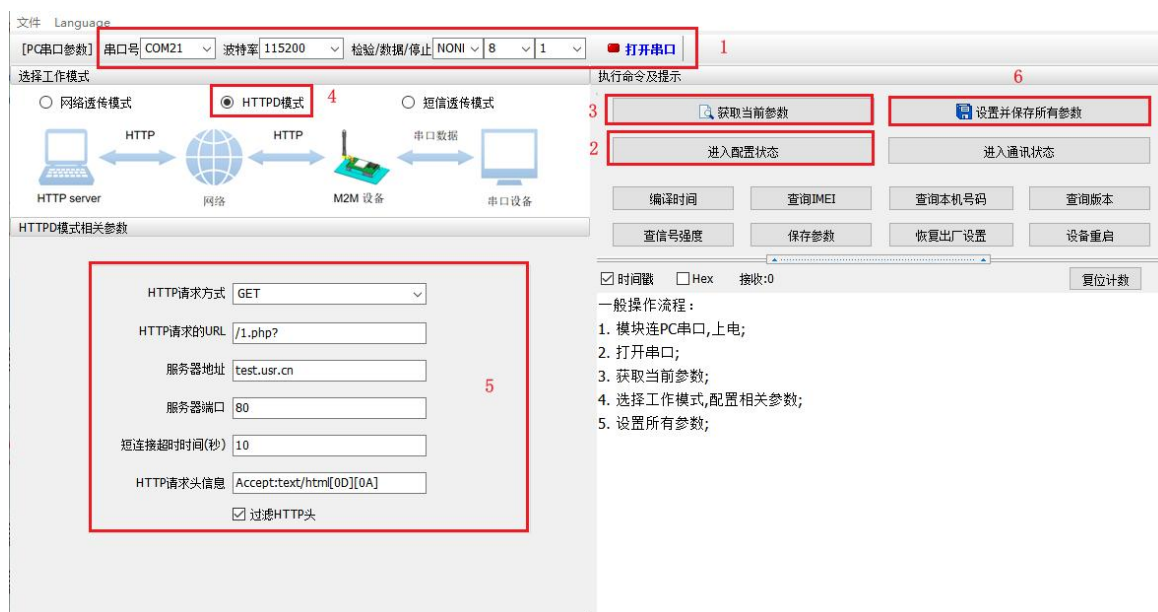 文件 Language
[PC串口参数] 串口号 COM21 波特率 115200 检验/数据/停止 NONI 8 1 打开串口 1
选择工作模式
网络透传模式 HTTPD模式 4 短信透传模式
HTTP HTTP 串口数据
HTTP server 网络 M2M 设备 串口设备
HTTPD模式相关参数
HTTP请求方式 GET
HTTP请求的URL /1.php?
服务器地址 test.usr.cn
5
服务器端口 80
短连接超时时间(秒) 10
HTTP请求头信息 Accept:text/html[0D][0A]
过滤HTTP头
执行命令及提示 6
3 获取当前参数 设置并保存所有参数
2 进入配置状态 进入通讯状态
编译时间 查询IMEI 查询本机号码 查询版本
查信号强度 保存参数 恢复出厂设置 设备重启
时间戳 Hex 接收:0 复位计数
一般操作流程:
1. 模块连PC串口,上电;
2. 打开串口;
3. 获取当前参数;
4. 选择工作模式,配置相关参数;
5. 设置所有参数;